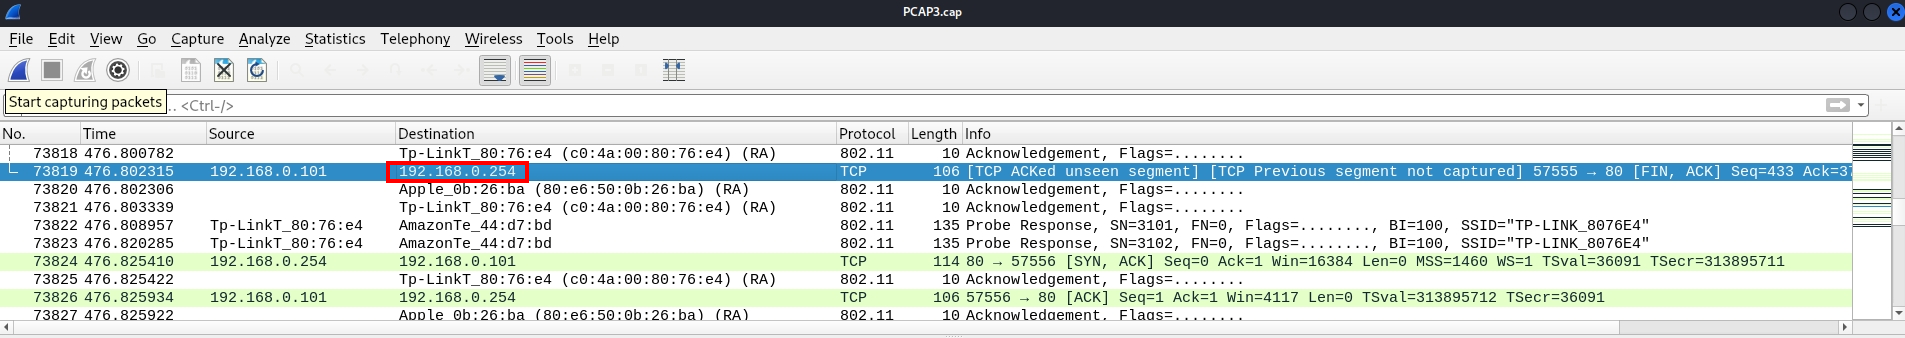 PCAP3.cap
File Edit View Go Capture Analyze Statistics Telephony Wireless Tools Help
Start capturing packets … <Ctrl-/>
No. Time Source Destination Protocol Length Info
73818 476.800782 Tp-LinkT_80:76:e4 (c0:4a:00:80:76:e4) (RA) 802.11 10 Acknowledgement, Flags=........
73819 476.802315 192.168.0.101 192.168.0.254 TCP 106 [TCP ACKed unseen segment] [TCP Previous segment not captured] 57555 → 80 [FIN, ACK] Seq=433 Ack=37
73820 476.802306 Apple_0b:26:ba (80:e6:50:0b:26:ba) (RA) 802.11 10 Acknowledgement, Flags=........
73821 476.803339 Tp-LinkT_80:76:e4 (c0:4a:00:80:76:e4) (RA) 802.11 10 Acknowledgement, Flags=........
73822 476.808957 Tp-LinkT_80:76:e4 AmazonTe_44:d7:bd 802.11 135 Probe Response, SN=3101, FN=0, Flags=........, BI=100, SSID="TP-LINK_8076E4"
73823 476.820285 Tp-LinkT_80:76:e4 AmazonTe_44:d7:bd 802.11 135 Probe Response, SN=3102, FN=0, Flags=........, BI=100, SSID="TP-LINK_8076E4"
73824 476.825410 192.168.0.254 192.168.0.101 TCP 114 80 → 57556 [SYN, ACK] Seq=0 Ack=1 Win=16384 Len=0 MSS=1460 WS=1 TSval=36091 TSecr=313895711
73825 476.825422 Tp-LinkT_80:76:e4 (c0:4a:00:80:76:e4) (RA) 802.11 10 Acknowledgement, Flags=........
73826 476.825934 192.168.0.101 192.168.0.254 TCP 106 57556 → 80 [ACK] Seq=1 Ack=1 Win=4117 Len=0 TSval=313895712 TSecr=36091
73827 476.825922 Apple_0b:26:ba (80:e6:50:0b:26:ba) (RA) 802.11 10 Acknowledgement, Flags=........